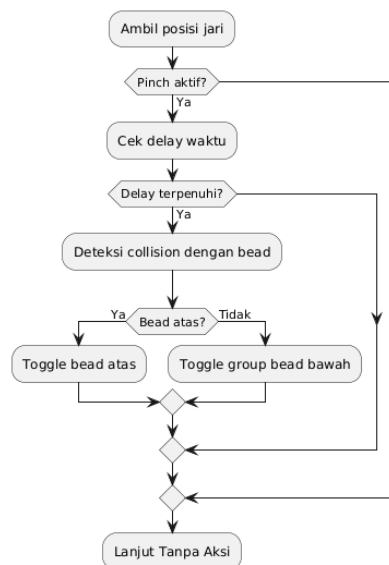 Ambil posisi jari
Pinch aktif?
Ya
Cek delay waktu
Delay terpenuhi?
Ya
Deteksi collision dengan bead
Ya
Bead atas?
Tidak
Toggle bead atas
Toggle group bead bawah
Lanjut Tanpa Aksi